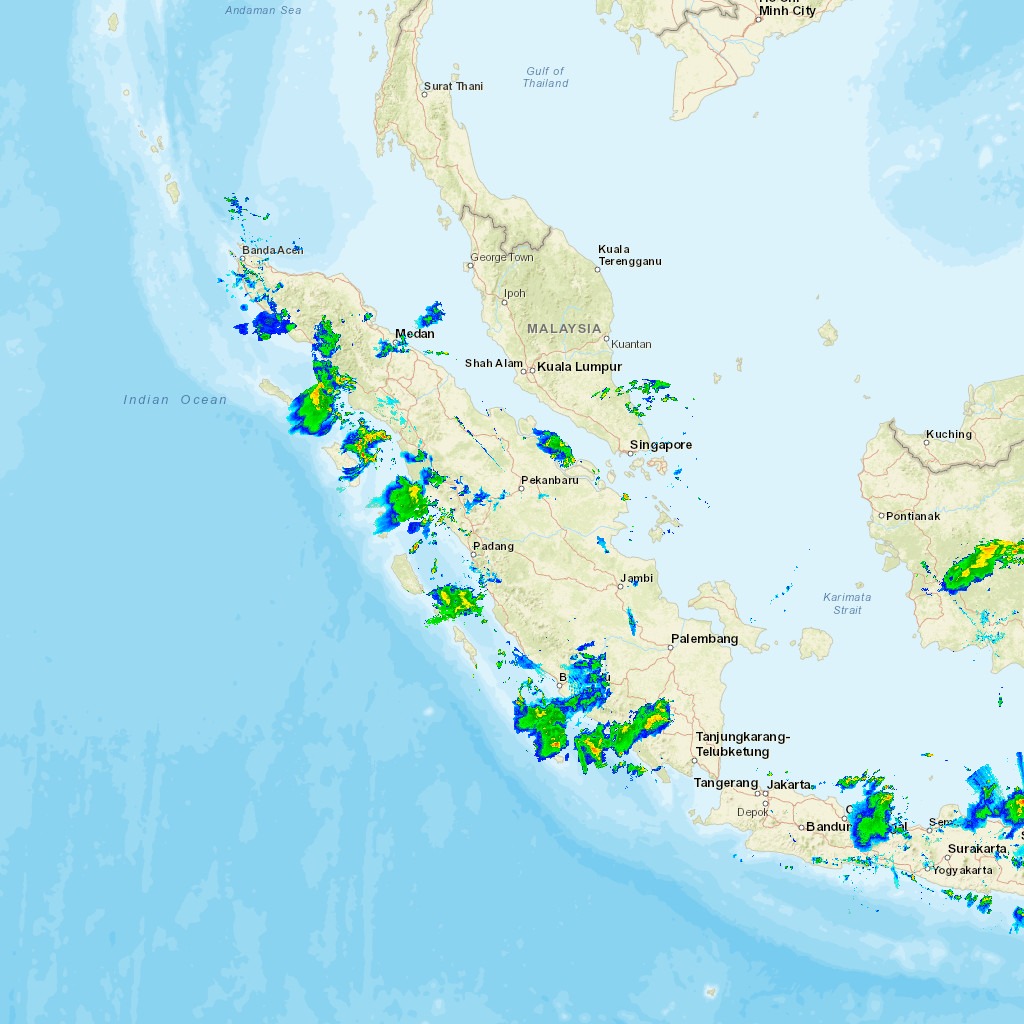 Andaman Sea
Minh City
Gulf of
Thailand
Surat Thani
Banda Aceh
George Town
Kuala
Terengganu
Ipoh
MALAYSIA
Medan
Kuantan
Shah Alam
Kuala Lumpur
Indian Ocean
Kuching
Singapore
Pekanbaru
Pontianak
Padang
Jambi
Karimata
Strait
Palembang
Tanjungkarang-
Telubketung
Tangerang
Jakarta
Depok
Surakarta
Yogyakarta